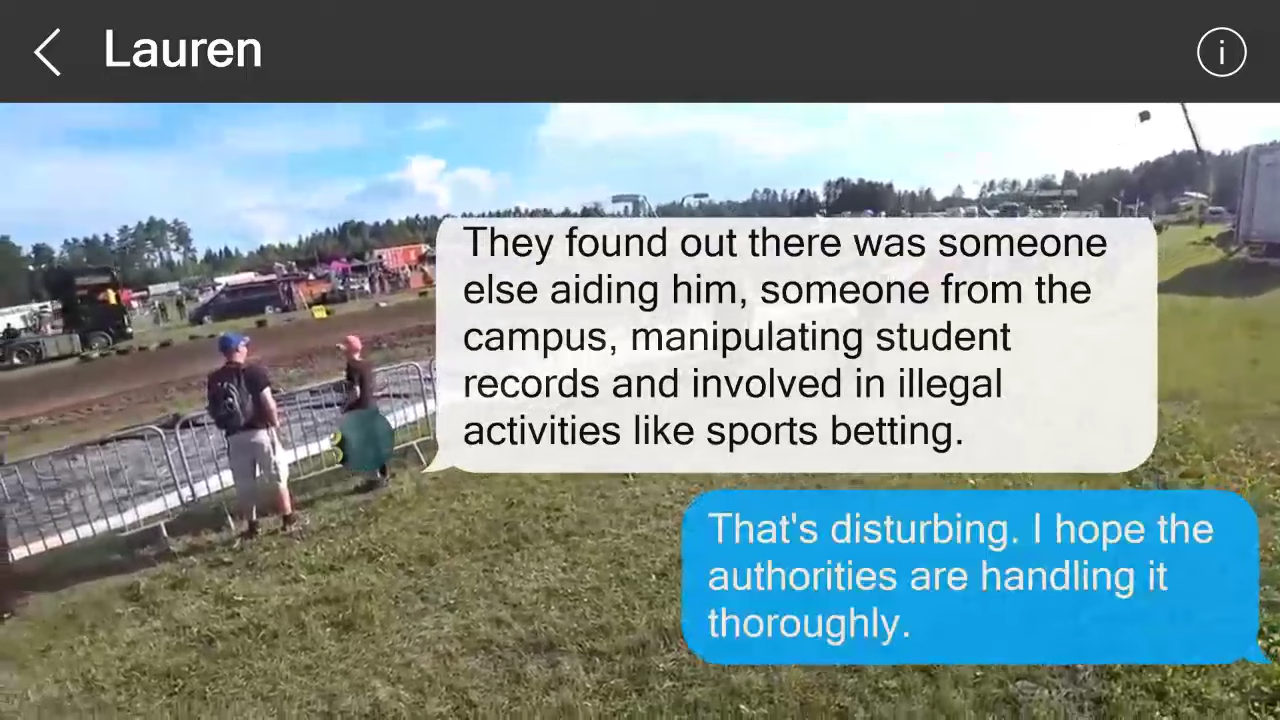 Lauren
They found out there was someone
else aiding him, someone from the
campus, manipulating student
records and involved in illegal
activities like sports betting.
That's disturbing. I hope the
authorities are handling it
thoroughly.